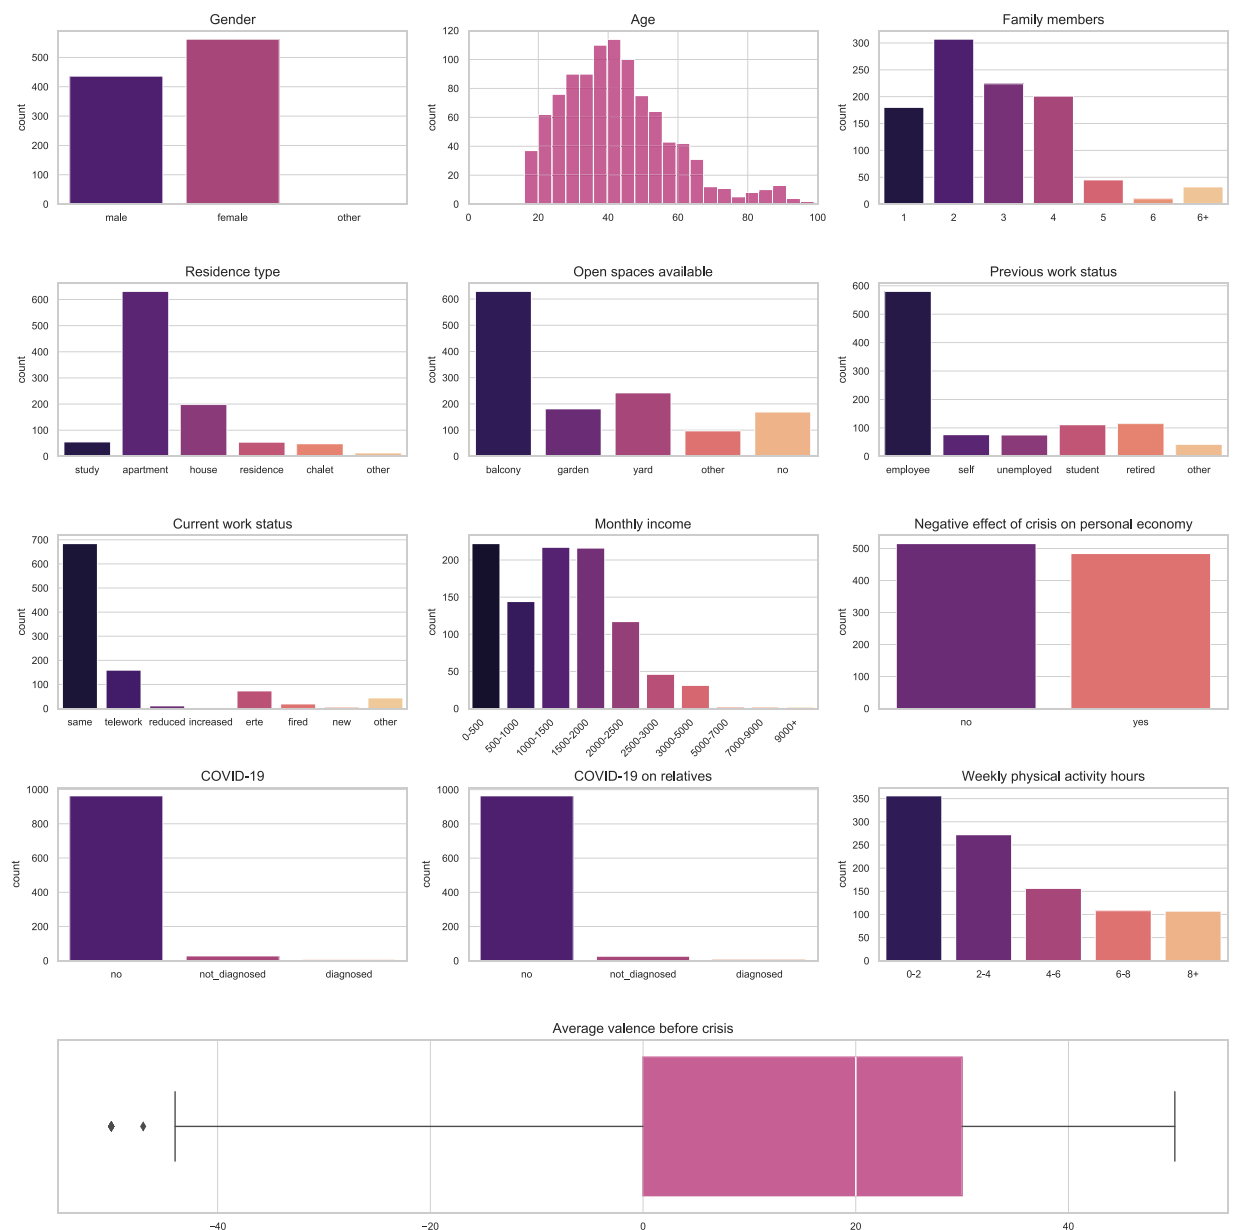 Gender
count
500
400
300
200
100
0
male female other
Age
count
120
100
80
60
40
20
0
0 20 40 60 80 100
Family members
count
300
250
200
150
100
50
0
1 2 3 4 5 6 6+
Residence type
count
600
500
400
300
200
100
0
study apartment house residence chalet other
Open spaces available
count
600
500
400
300
200
100
0
balcony garden yard other no
Previous work status
count
600
500
400
300
200
100
0
employee self unemployed student retired other
Current work status
count
700
600
500
400
300
200
100
0
same telework reduced increased erte fired new other
Monthly income
count
200
150
100
50
0
0-500 500-1000 1000-1500 1500-2000 2000-2500 2500-3000 3000-5000 5000-7000 7000-9000 9000+
Negative effect of crisis on personal economy
count
500
400
300
200
100
0
no yes
COVID-19
count
1000
800
600
400
200
0
no not_diagnosed diagnosed
COVID-19 on relatives
count
1000
800
600
400
200
0
no not_diagnosed diagnosed
Weekly physical activity hours
count
350
300
250
200
150
100
50
0
0-2 2-4 4-6 6-8 8+
Average valence before crisis
−40 −20 0 20 40